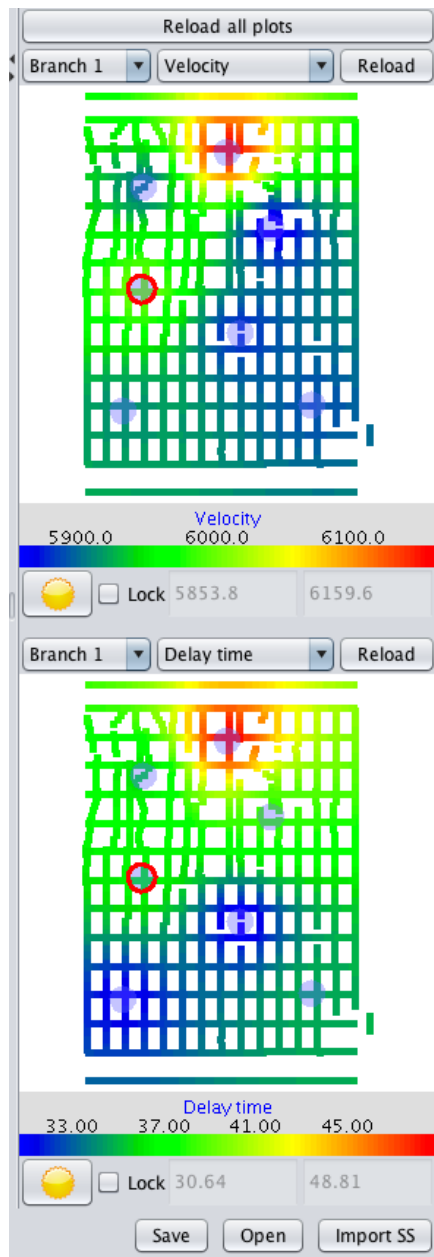 Reload all plots
Branch 1 Velocity Reload
Velocity
5900.0 6000.0 6100.0
Lock 5853.8 6159.6
Branch 1 Delay time Reload
Delay time
33.00 37.00 41.00 45.00
Lock 30.64 48.81
Save Open Import SS